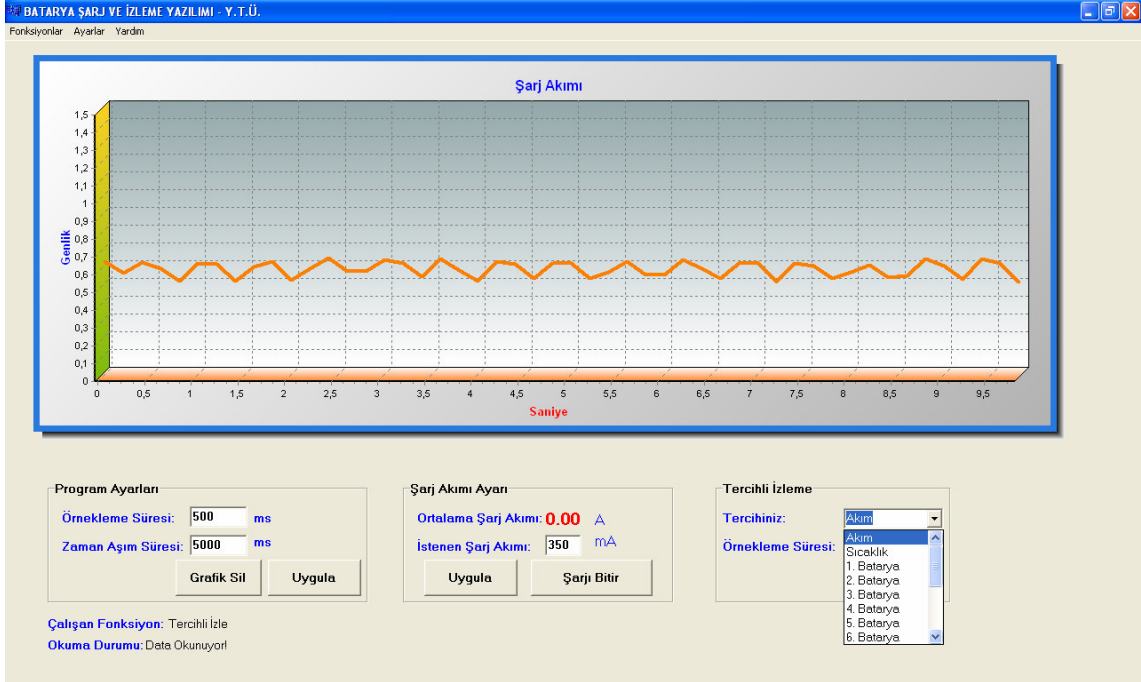 BATARYA ŞARJ VE İZLEME YAZILIMI - Y.T.Ü.
Fonksiyonlar Ayarlar Yardım
Şarj Akımı
1,5
1,4
1,3
1,2
1,1
1
0,9
0,8
0,7
0,6
0,5
0,4
0,3
0,2
0,1
0
Genlik
0 0,5 1 1,5 2 2,5 3 3,5 4 4,5 5 5,5 6 6,5 7 7,5 8 8,5 9 9,5
Saniye
Program Ayarları
Örnekleme Süresi: 500 ms
Zaman Aşım Süresi: 5000 ms
Grafik Sil Uygula
Şarj Akımı Ayarı
Ortalama Şarj Akımı: 0.00 A
İstenen Şarj Akımı: 350 mA
Uygula Şarjı Bitir
Tercihli İzleme
Tercihiniz: Akım
Örnekleme Süresi:
Akım
Sıcaklık
1. Batarya
2. Batarya
3. Batarya
4. Batarya
5. Batarya
6. Batarya
Çalışan Fonksiyon: Tercihli İzle
Okuma Durumu: Data Okunuyor!